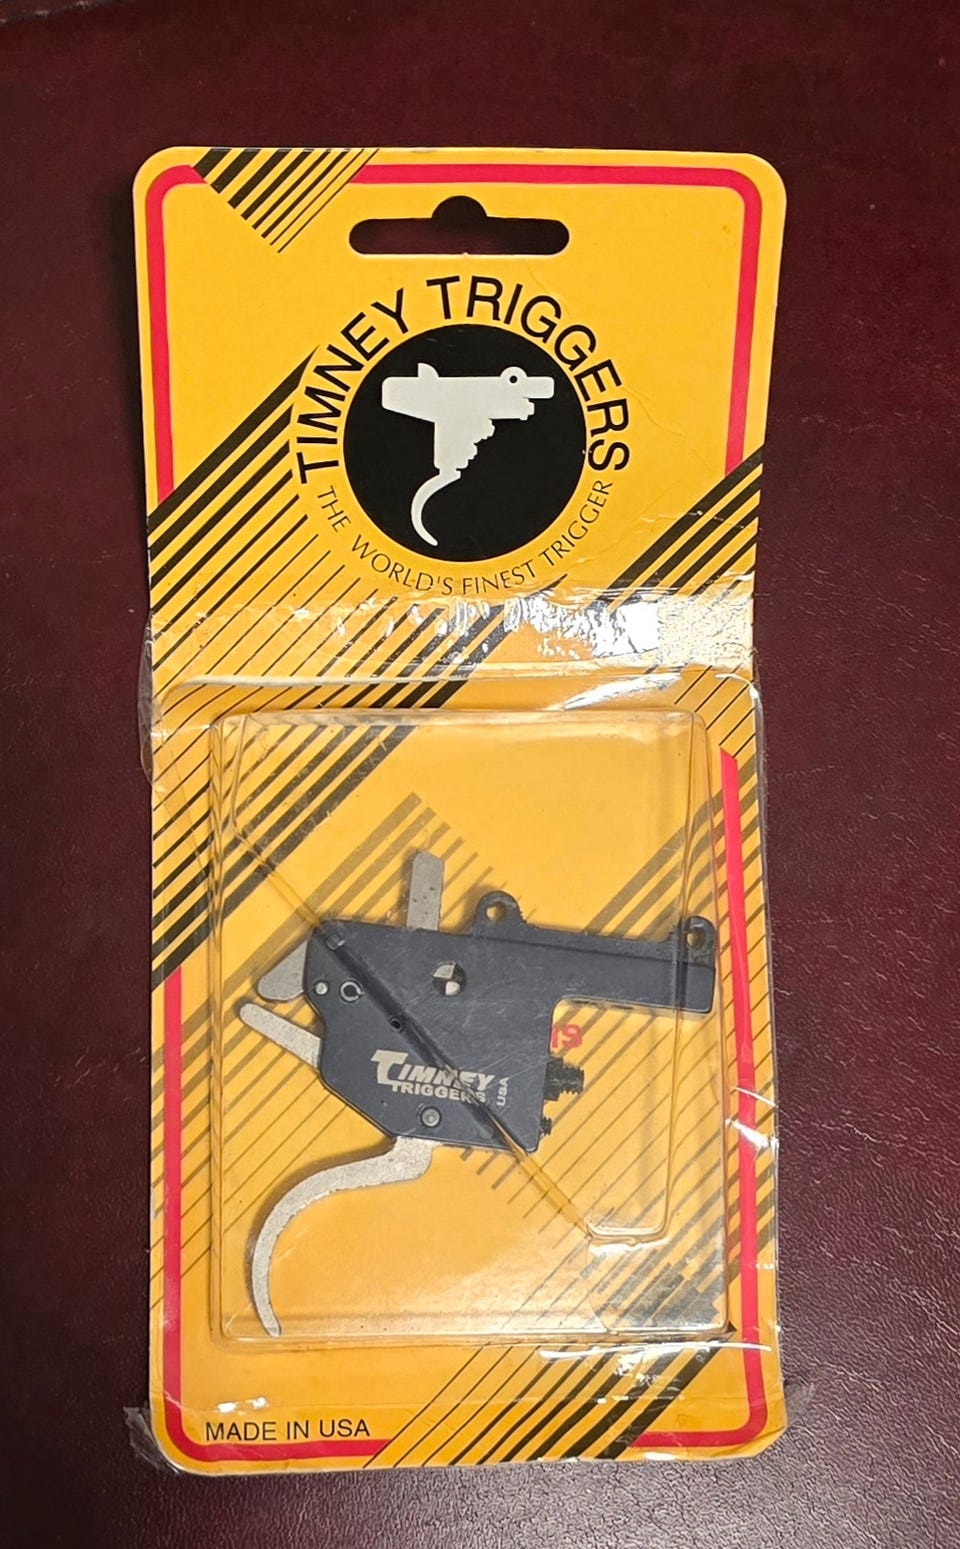 TIMNEY TRIGGERS
THE WORLD'S FINEST TRIGGER
TIMNEY
TRIGGERS
USA
MADE IN USA